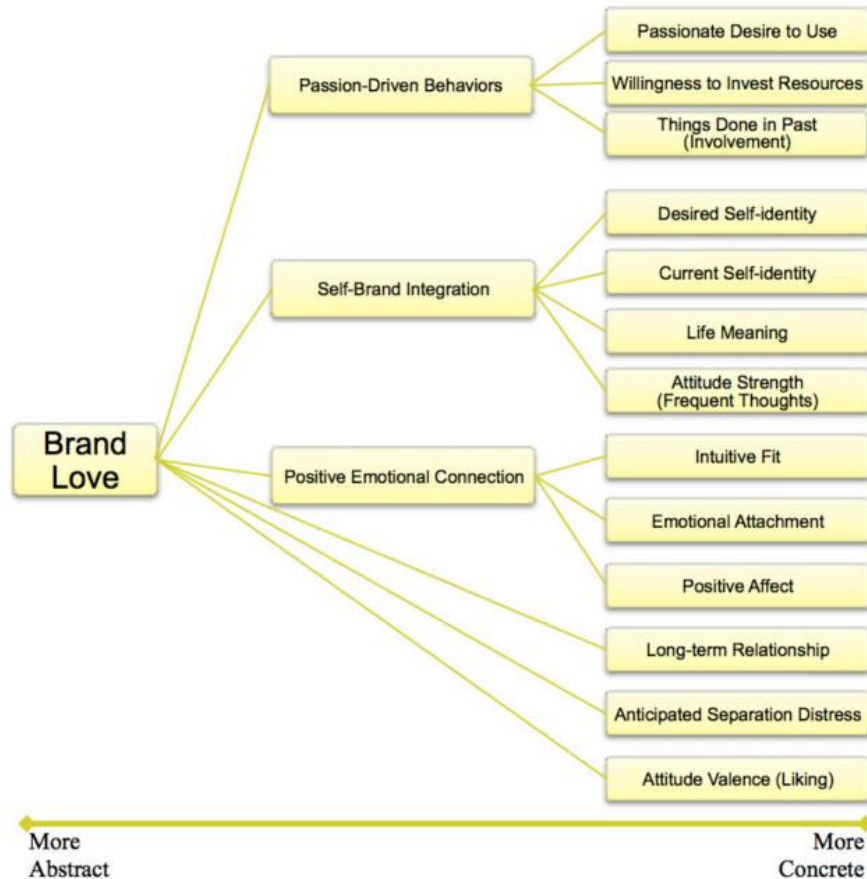 Passionate Desire to Use
Passion-Driven Behaviors
Willingness to Invest Resources
Things Done in Past
(Involvement)
Desired Self-identity
Self-Brand Integration
Current Self-identity
Life Meaning
Attitude Strength
(Frequent Thoughts)
Brand
Love
Positive Emotional Connection
Intuitive Fit
Emotional Attachment
Positive Affect
Long-term Relationship
Anticipated Separation Distress
Attitude Valence (Liking)
More
Abstract
More
Concrete